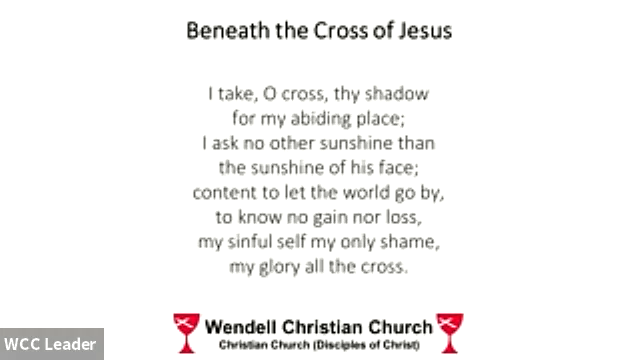 Beneath the Cross of Jesus
I take, O cross, thy shadow
for my abiding place;
I ask no other sunshine than
the sunshine of his face;
content to let the world go by,
to know no gain nor loss,
my sinful self my only shame,
my glory all the cross.
Wendell Christian Church
Christian Church (Disciples of Christ)
WCC Leader